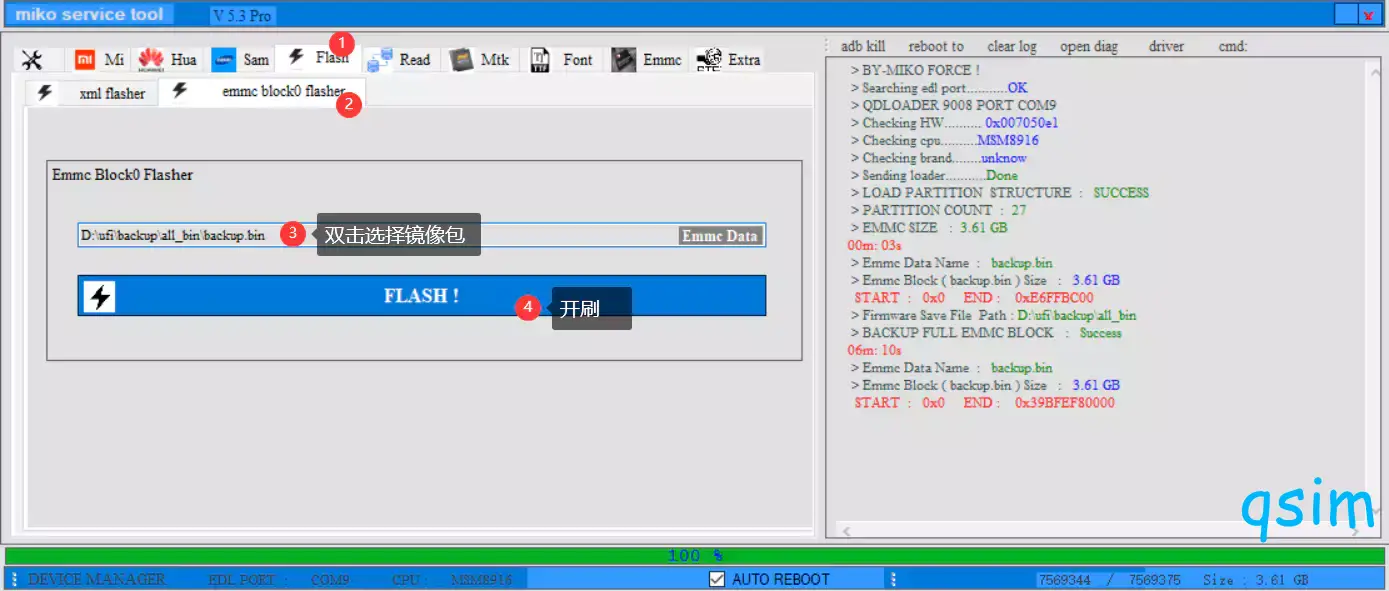 miko service tool V 5.3 Pro
x
Mi Hua Sam Flash Read Mtk Font Emmc Extra
1
xml flasher emmc block0 flasher
2
Emmc Block0 Flasher
D:\ufi\backup\all_bin\backup.bin 3 双击选择镜像包 Emmc Data
FLASH ! 4 开刷
adb kill reboot to clear log open diag driver cmd:
> BY-MIKO FORCE !
> Searching edl port...........OK
> QDLOADER 9008 PORT COM9
> Checking HW.......... 0x007050e1
> Checking cpu..........MSM8916
> Checking brand........unknow
> Sending loader...........Done
> LOAD PARTITION STRUCTURE : SUCCESS
> PARTITION COUNT : 27
> EMMC SIZE : 3.61 GB
00m: 03s
> Emmc Data Name : backup.bin
> Emmc Block ( backup.bin ) Size : 3.61 GB
START : 0x0 END : 0xE6FFBC00
> Firmware Save File Path : D:\ufi\backup\all_bin
> BACKUP FULL EMMC BLOCK : Success
06m: 10s
> Emmc Data Name : backup.bin
> Emmc Block ( backup.bin ) Size : 3.61 GB
START : 0x0 END : 0x39BFEF80000
qsim
100 %
DEVICE MANAGER EDL PORT : COM9 CPU : MSM8916 AUTO REBOOT 7569344 / 7569375 Size : 3.61 GB